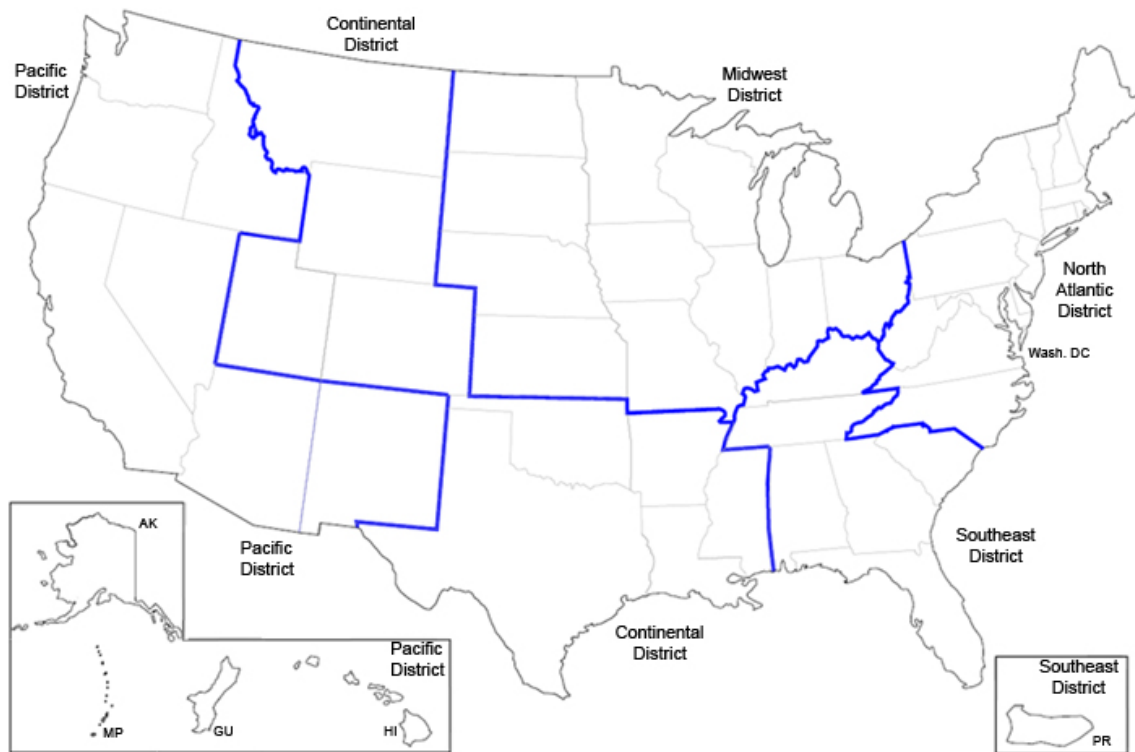 Continental
District
Pacific
District
Midwest
District
North
Atlantic
District
Wash. DC
Southeast
District
Pacific
District
Continental
District
AK
Pacific
District
MP
GU
HI
Southeast
District
PR